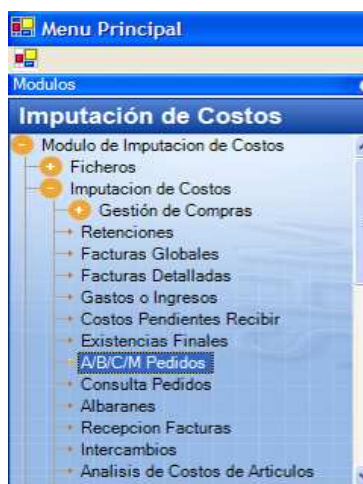 Menu Principal
Modulos
Imputación de Costos
Modulo de Imputacion de Costos
Ficheros
Imputacion de Costos
Gestión de Compras
Retenciones
Facturas Globales
Facturas Detalladas
Gastos o Ingresos
Costos Pendientes Recibir
Existencias Finales
A/B/C/M Pedidos
Consulta Pedidos
Albaranes
Recepcion Facturas
Intercambios
Analisis de Costos de Articulos